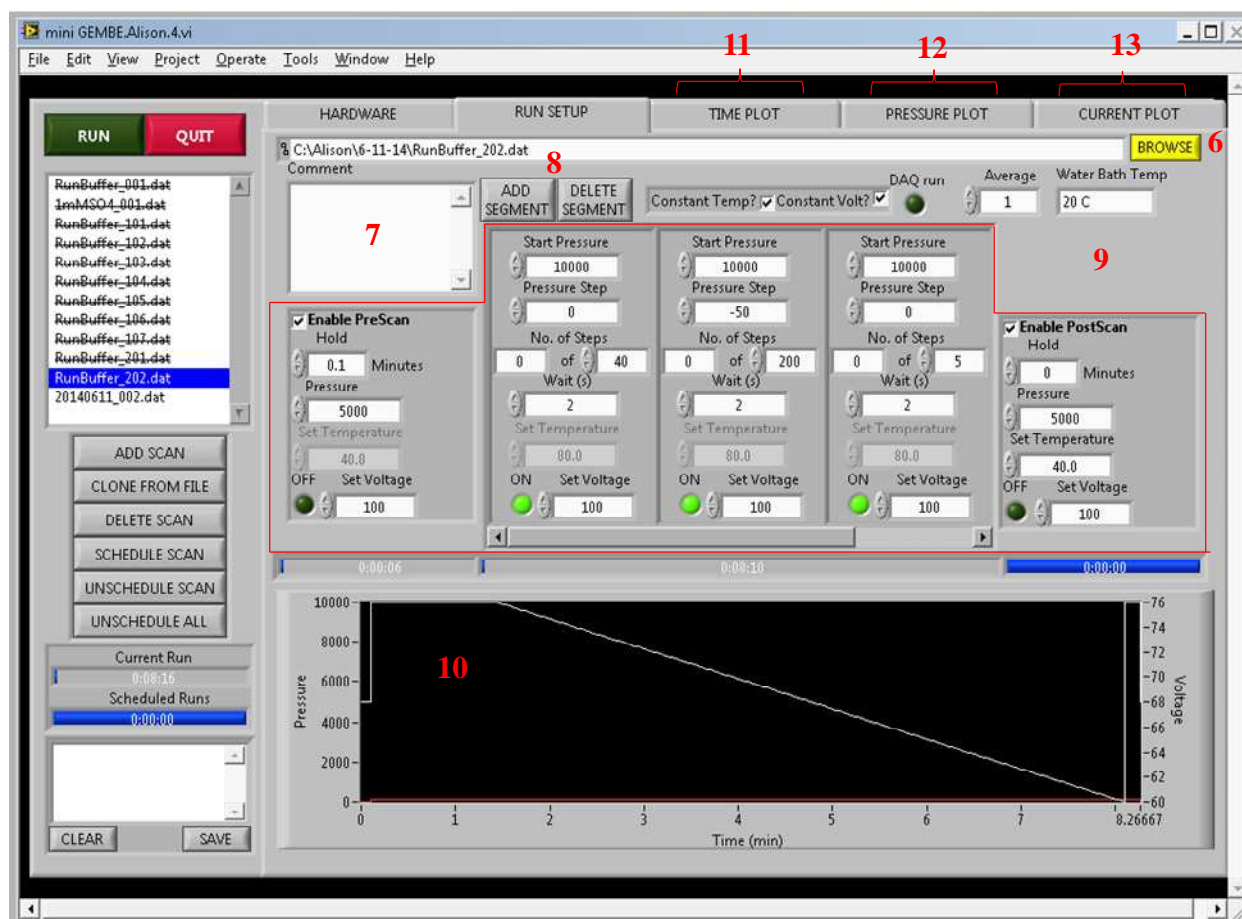 mini GEMBE.Alison.4.vi
File Edit View Project Operate Tools Window Help
11 12 13
HARDWARE RUN SETUP TIME PLOT PRESSURE PLOT CURRENT PLOT
RUN QUIT
C:\Alison\6-11-14\RunBuffer_202.dat BROWSE 6
Comment 8
7
ADD SEGMENT
DELETE SEGMENT
Constant Temp? Constant Volt?
DAQ run
Average
1
Water Bath Temp
20 C
9
RunBuffer_001.dat
1mMSO4_001.dat
RunBuffer_101.dat
RunBuffer_102.dat
RunBuffer_103.dat
RunBuffer_104.dat
RunBuffer_105.dat
RunBuffer_106.dat
RunBuffer_107.dat
RunBuffer_201.dat
RunBuffer_202.dat
20140611_002.dat
ADD SCAN
CLONE FROM FILE
DELETE SCAN
SCHEDULE SCAN
UNSCHEDULE SCAN
UNSCHEDULE ALL
Current Run
0:08:16
Scheduled Runs
0:00:00
CLEAR SAVE
Enable PreScan
Hold
0.1 Minutes
Pressure
5000
Set Temperature
40.0
OFF Set Voltage
100
Start Pressure
10000
Pressure Step
0
No. of Steps
0 of 40
Wait (s)
2
Set Temperature
80.0
ON Set Voltage
100
Start Pressure
10000
Pressure Step
-50
No. of Steps
0 of 200
Wait (s)
2
Set Temperature
80.0
ON Set Voltage
100
Start Pressure
10000
Pressure Step
0
No. of Steps
0 of 5
Wait (s)
2
Set Temperature
80.0
ON Set Voltage
100
Enable PostScan
Hold
0 Minutes
Pressure
5000
Set Temperature
40.0
OFF Set Voltage
100
0:00:06 0:08:10 0:00:00
10
Pressure
10000
8000
6000
4000
2000
0
Voltage
76
74
72
70
68
66
64
62
60
0 1 2 3 4 5 6 7 8.26667
Time (min)